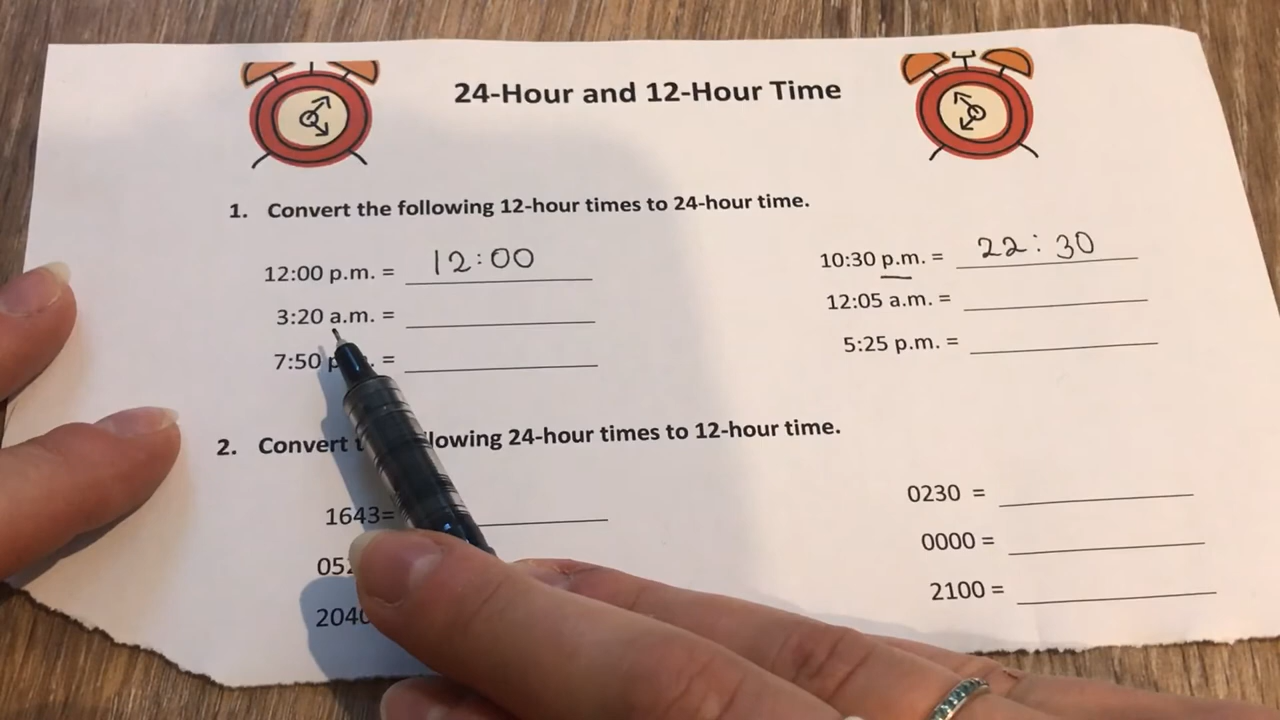 24-Hour and 12-Hour Time
1. Convert the following 12-hour times to 24-hour time.
12:00 p.m. = 12:00
10:30 p.m. = 22:30
3:20 a.m. =
12:05 a.m. =
7:50 =
5:25 p.m. =
2. Convert lowing 24-hour times to 12-hour time.
1643=
0230 =
0000 =
2100 =